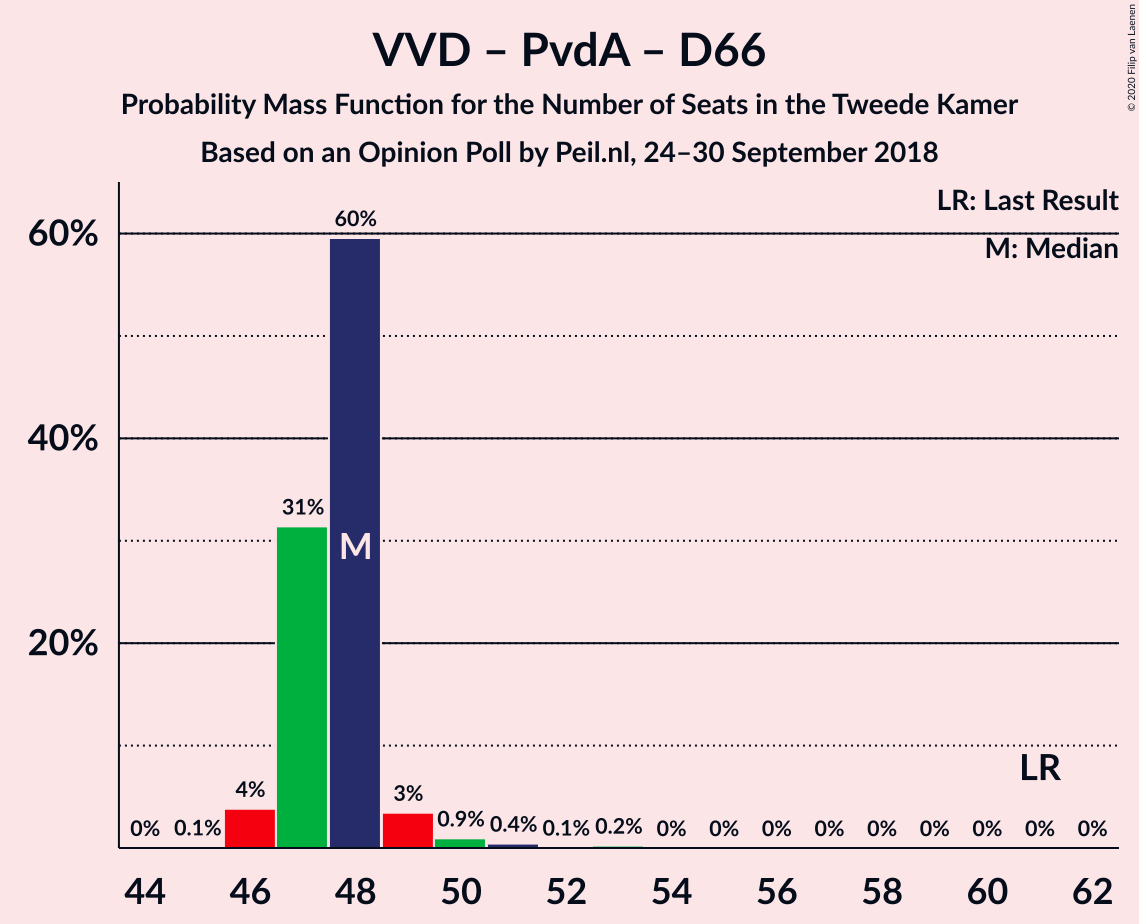 VVD – PvdA – D66
Probability Mass Function for the Number of Seats in the Tweede Kamer
Based on an Opinion Poll by Peil.nl, 24–30 September 2018
© 2020 Filip van Laenen
LR: Last Result
M: Median
60%
40%
20%
0% 0.1% 4% 31% 60% 3% 0.9% 0.4% 0.1% 0.2% 0% 0% 0% 0% 0% 0% 0% 0% 0%
M
LR
44 46 48 50 52 54 56 58 60 62